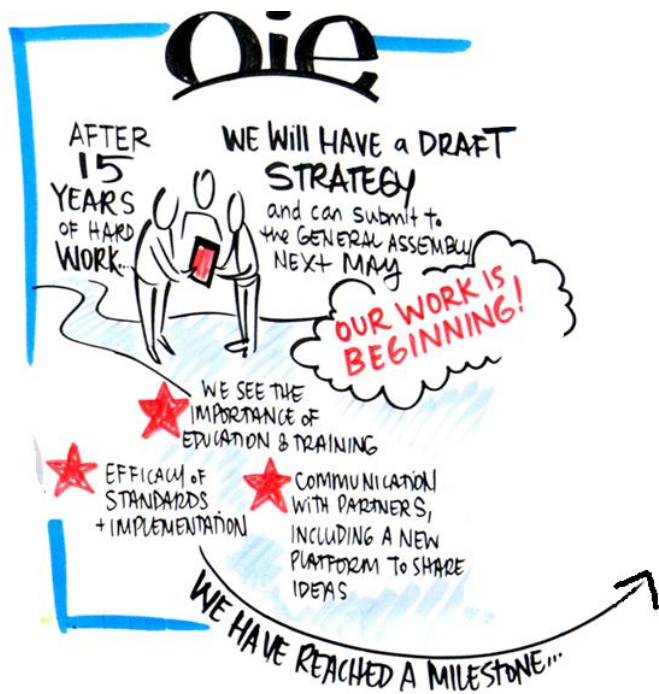 Oie
AFTER
15
YEARS
OF HARD
WORK...
WE Will HAVE a DRAFT
STRATEGY
and can submit to
the GENERAL ASSEMBLY
NEXT MAY
OUR WORK IS
BEGINNING!
WE SEE THE
IMPORTANCE OF
EDUCATION & TRAINING
EFFICACY OF
STANDARDS
+ IMPLEMENTATION
COMMUNICATION
WITH PARTNERS,
INCLUDING A NEW
PLATFORM TO SHARE
IDEAS
WE HAVE REACHED A MILESTONE...